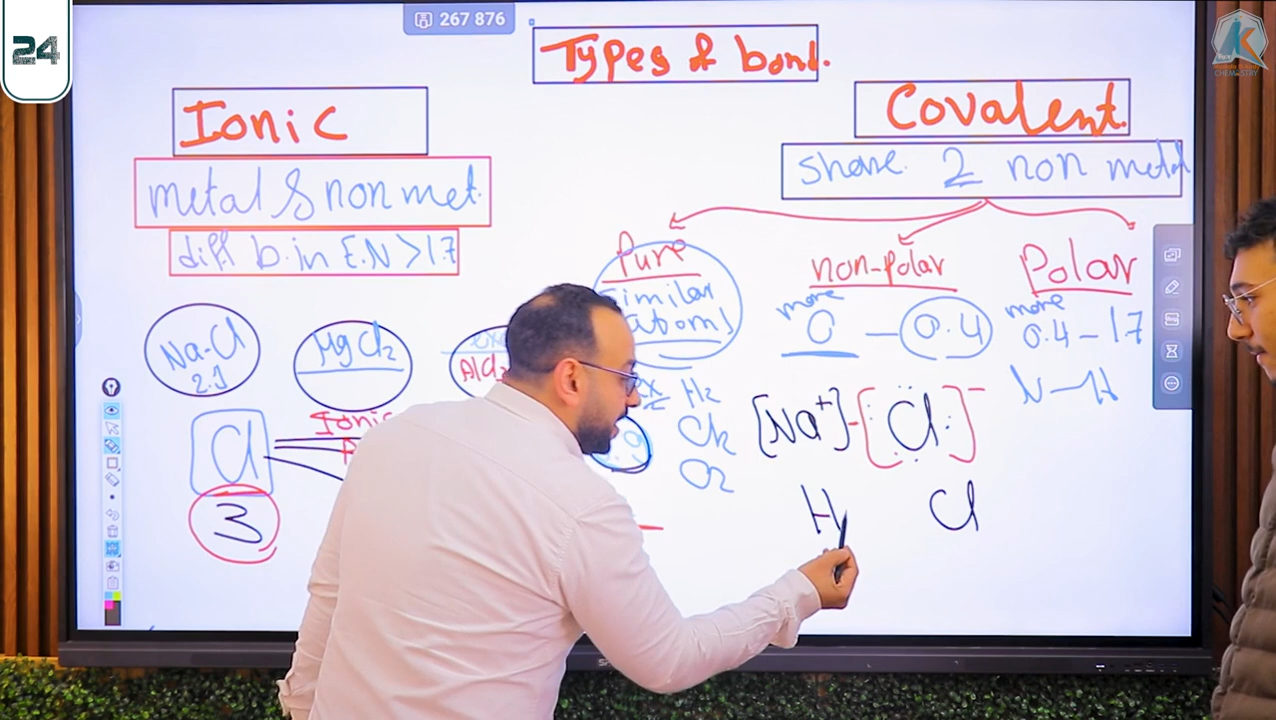 24
267 876
K
CHEMISTRY
Types of bond.
Ionic
metal & non met.
diff b.in E.N > 1.7
Na-Cl
2.1
MgCl2
Cl
3
Ionic
Covalent.
share 2 non metal
Pure
similar
atoms
H2
Cl2
O2
non-polar
more
0 - 0.4
Polar
more
0.4 - 1.7
N-H
[Na+] - [Cl]-
H Cl